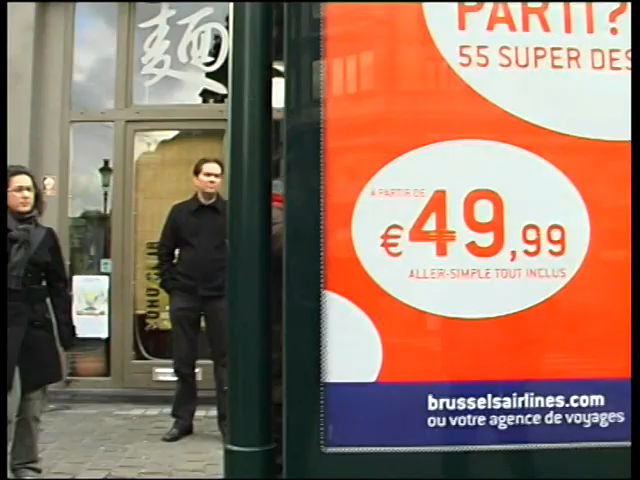 麺
PARTI?
55 SUPER DES
À PARTIR DE
€49,99
ALLER-SIMPLE TOUT INCLUS
brusselsairlines.com
ou votre agence de voyages